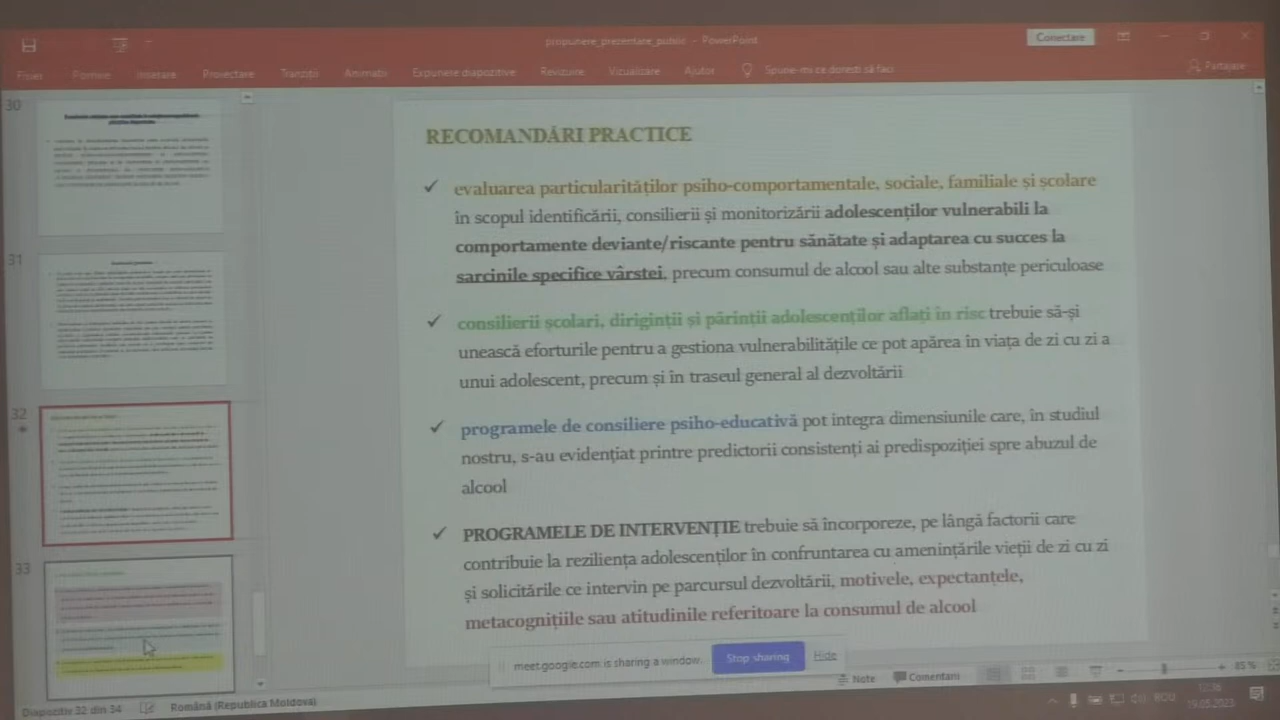 propunere_prezentare_public - PowerPoint
Conectare
Fișier Pornire Inserare Proiectare Tranziții Animații Expunere diapozitive Revizuire Vizualizare Ajutor Spune-mi ce dorești să faci Partajare
30
31
32
33
RECOMANDĂRI PRACTICE
✓ evaluarea particularităților psiho-comportamentale, sociale, familiale și școlare
în scopul identificării, consilierii și monitorizării adolescenților vulnerabili la
comportamente deviante/riscante pentru sănătate și adaptarea cu succes la
sarcinile specifice vârstei, precum consumul de alcool sau alte substanțe periculoase
✓ consilierii școlari, diriginții și părinții adolescenților aflați în risc trebuie să-și
unească eforturile pentru a gestiona vulnerabilitățile ce pot apărea în viața de zi cu zi a
unui adolescent, precum și în traseul general al dezvoltării
✓ programele de consiliere psiho-educativă pot integra dimensiunile care, în studiul
nostru, s-au evidențiat printre predictorii consistenți ai predispoziției spre abuzul de
alcool
✓ PROGRAMELE DE INTERVENȚIE trebuie să încorporeze, pe lângă factorii care
contribuie la reziliența adolescenților în confruntarea cu amenințările vieții de zi cu zi
și solicitările ce intervin pe parcursul dezvoltării, motivele, expectanțele,
metacognițiile sau atitudinile referitoare la consumul de alcool
meet.google.com is sharing a window. Stop sharing Hide
Diapozitiv 32 din 34 Română (Republica Moldova) Note Comentarii 85 %
ROU 12:36
19.05.2023